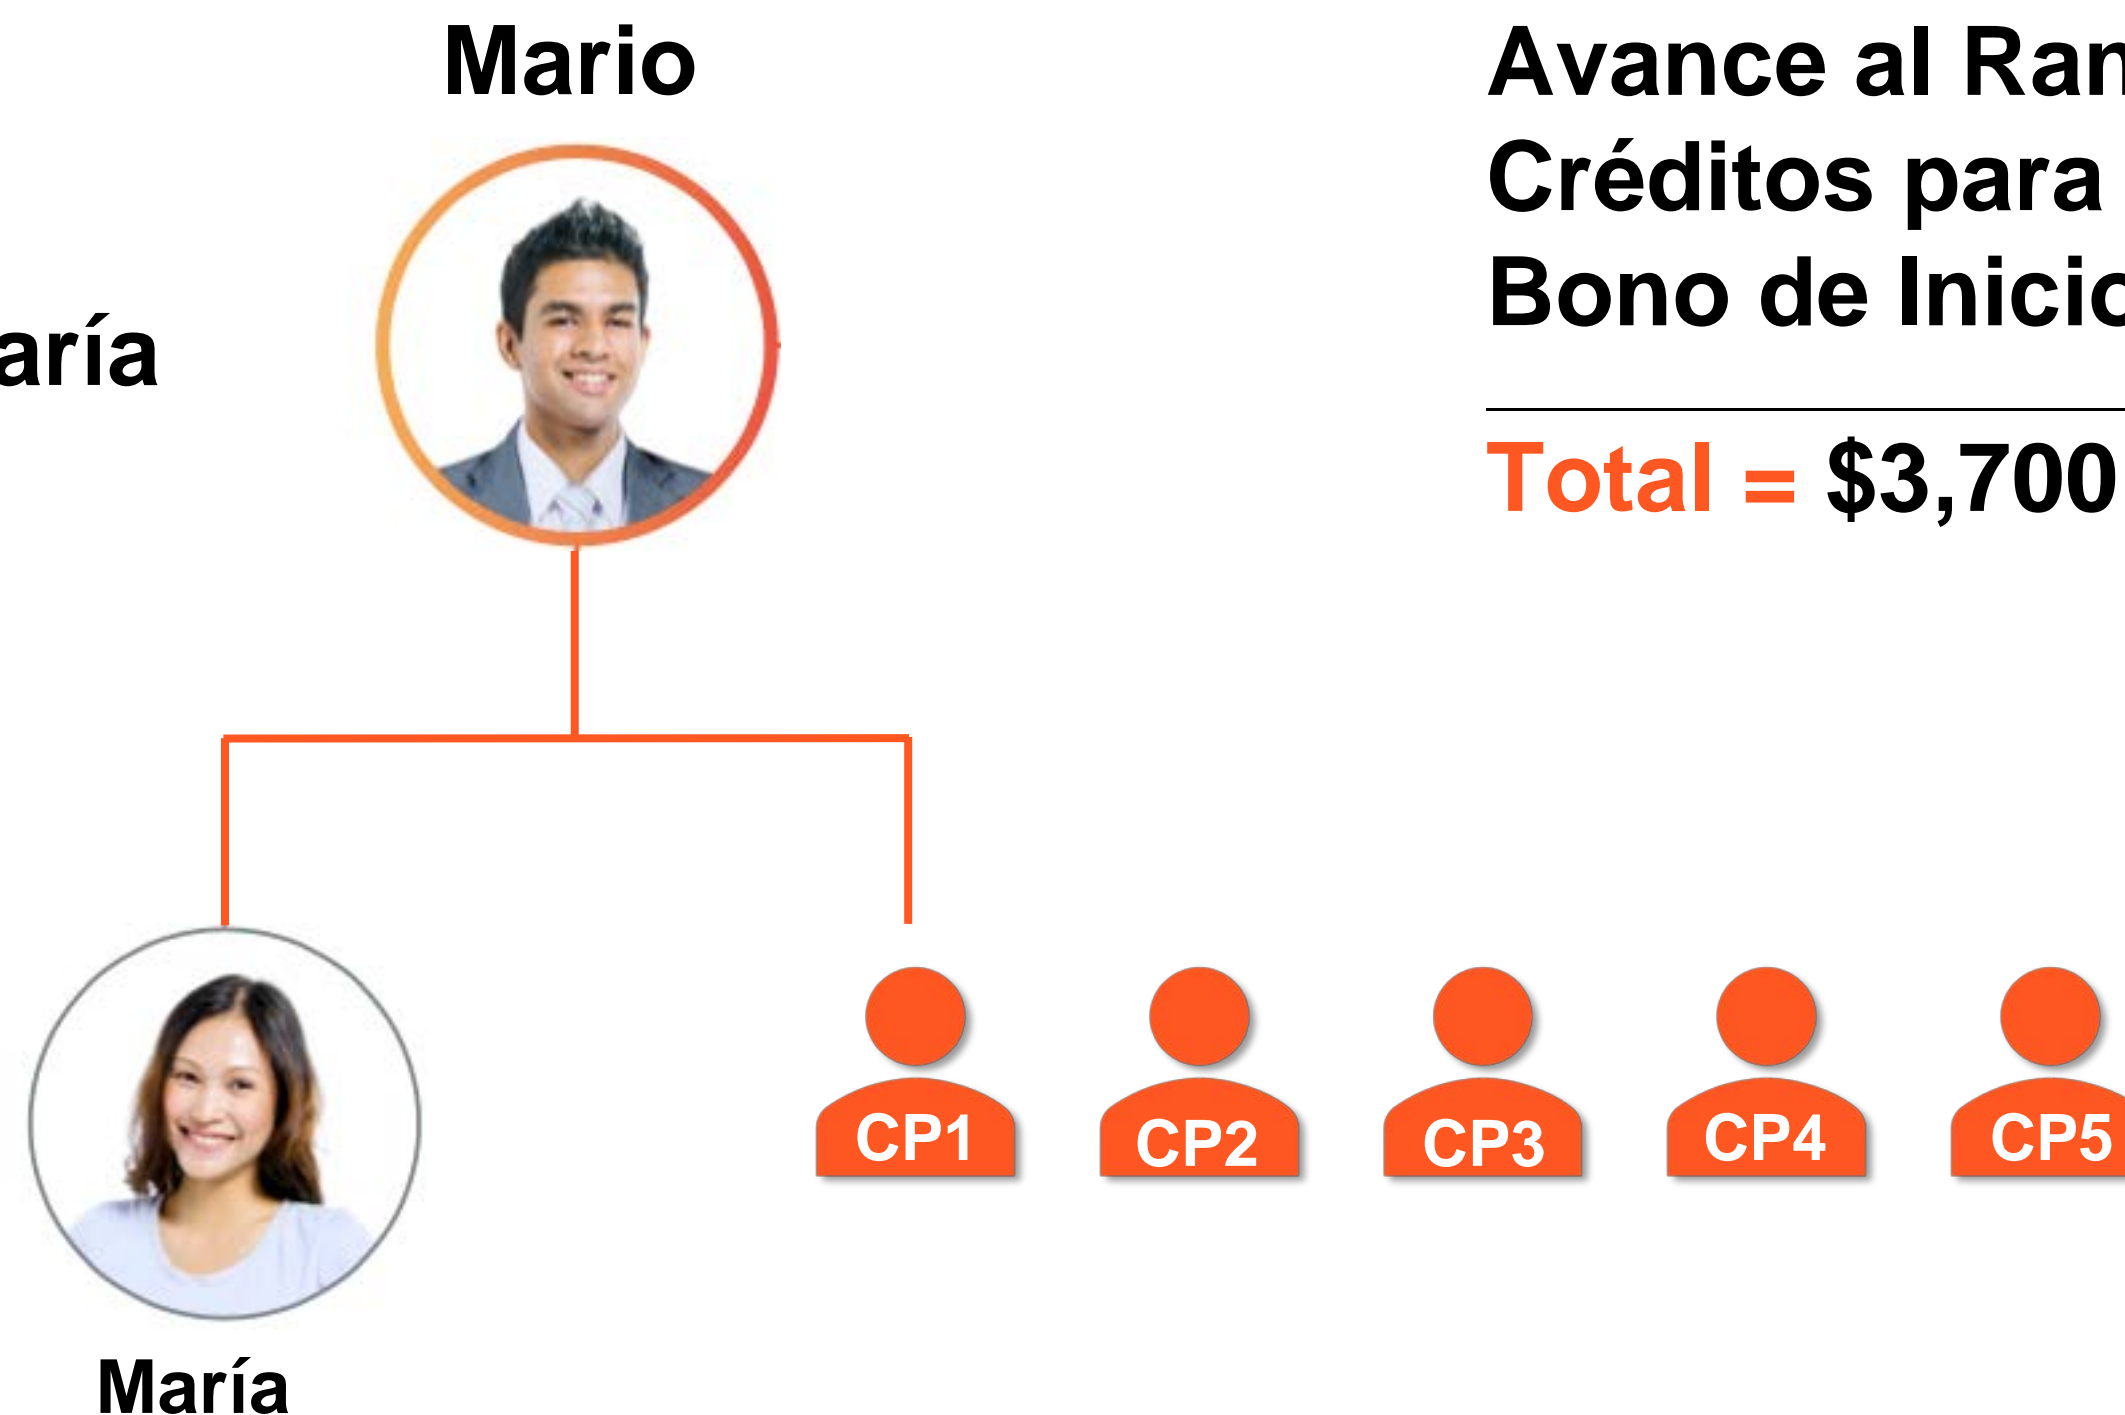 Mario
aría
Avance al Ran
Créditos para
Bono de Inicio
Total = $3,700
CP1 CP2 CP3 CP4 CP5
María